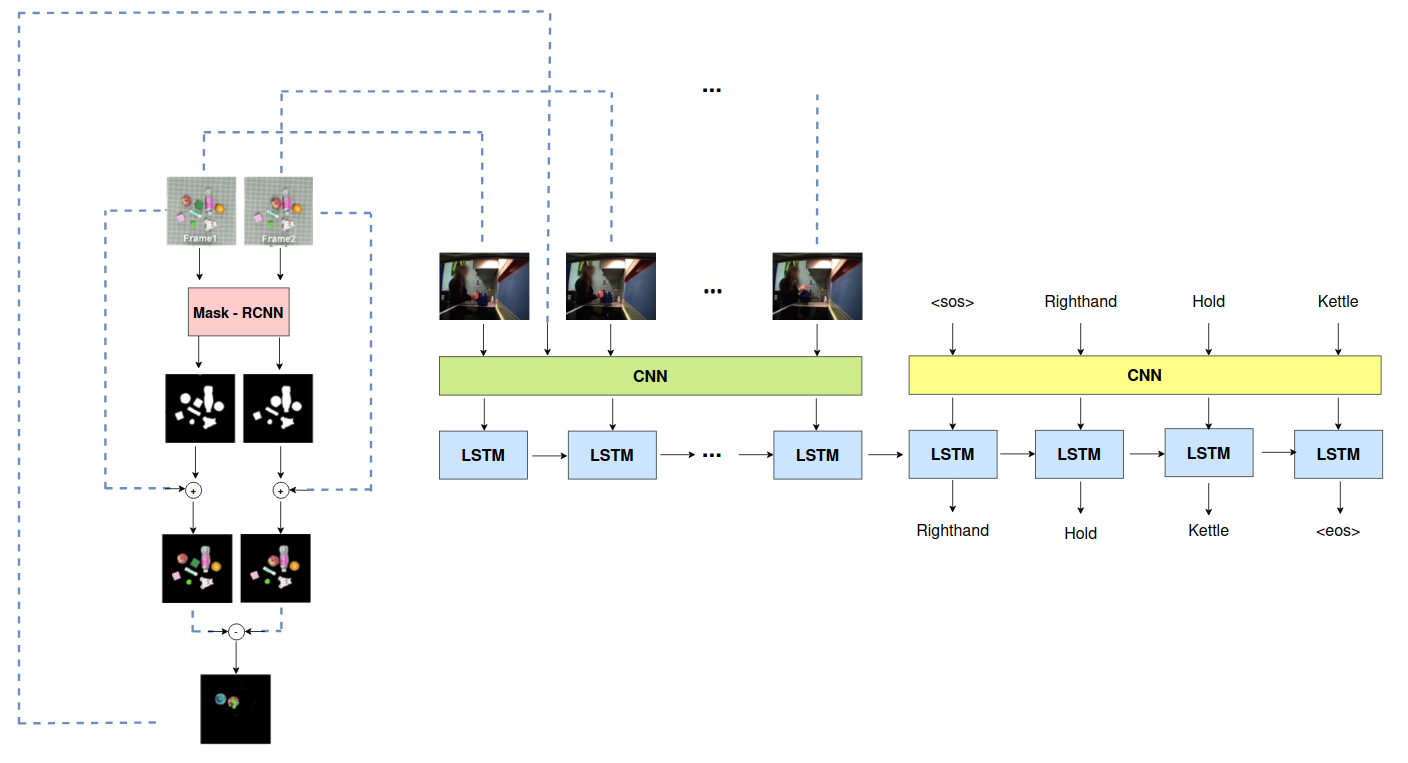 ...
Frame1
Frame2
Mask - RCNN
+
+
-
...
CNN
LSTM
LSTM
...
LSTM
<sos>
Righthand
Hold
Kettle
CNN
LSTM
LSTM
LSTM
LSTM
Righthand
Hold
Kettle
<eos>